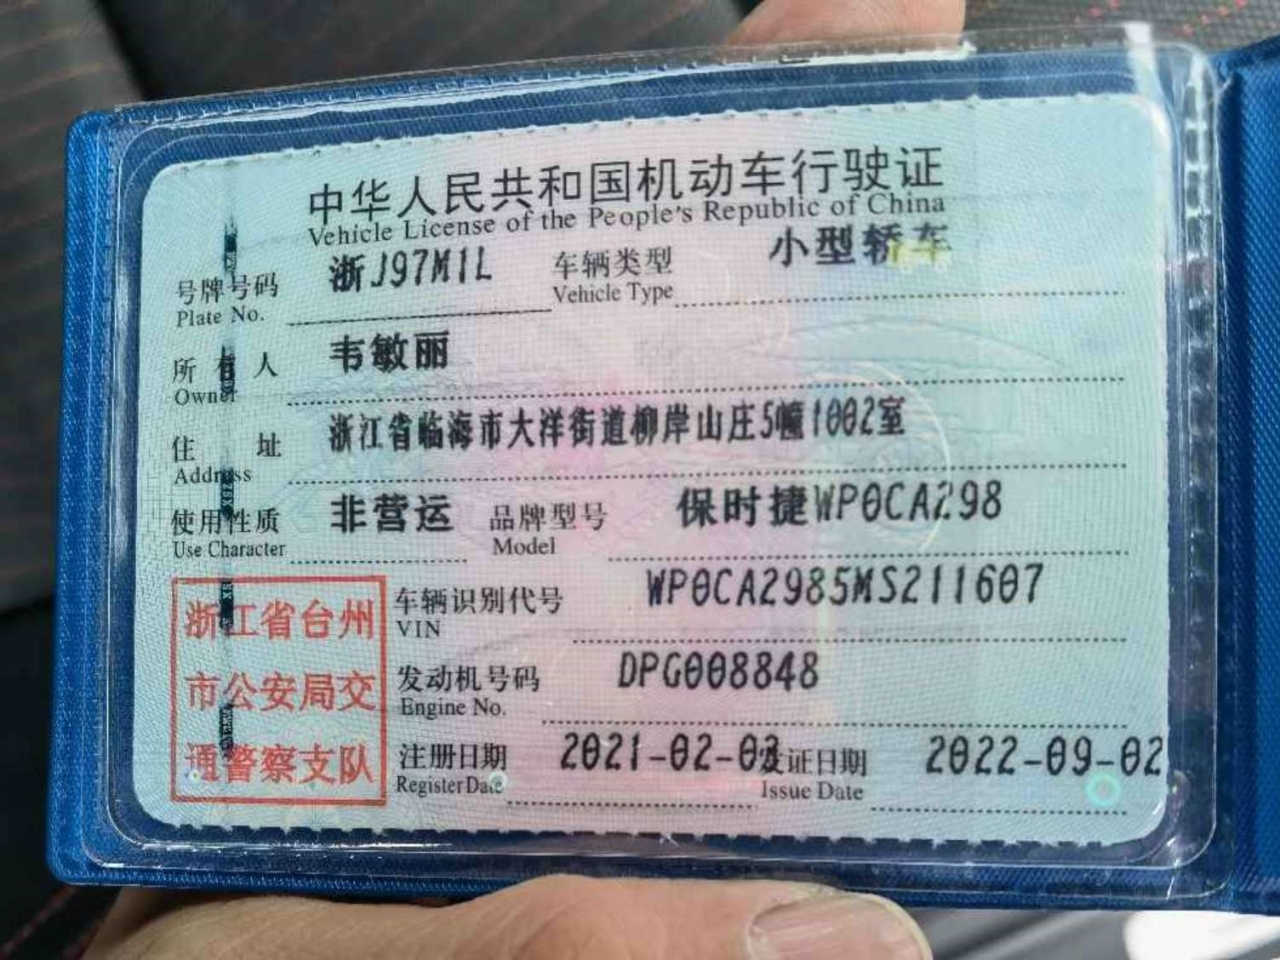 中华人民共和国机动车行驶证
Vehicle License of the People's Republic of China
号牌号码 浙J97M1L 车辆类型 小型轿车
Plate No. Vehicle Type
所有人 韦敏丽
Owner
住址 浙江省临海市大洋街道柳岸山庄5幢1002室
Address
使用性质 非营运 品牌型号 保时捷WP0CA298
Use Character Model
浙江省台州
市公安局交
通警察支队
车辆识别代号 WP0CA2985MS211607
VIN
发动机号码 DPG008848
Engine No.
注册日期 2021-02-03 发证日期 2022-09-02
Register Date Issue Date